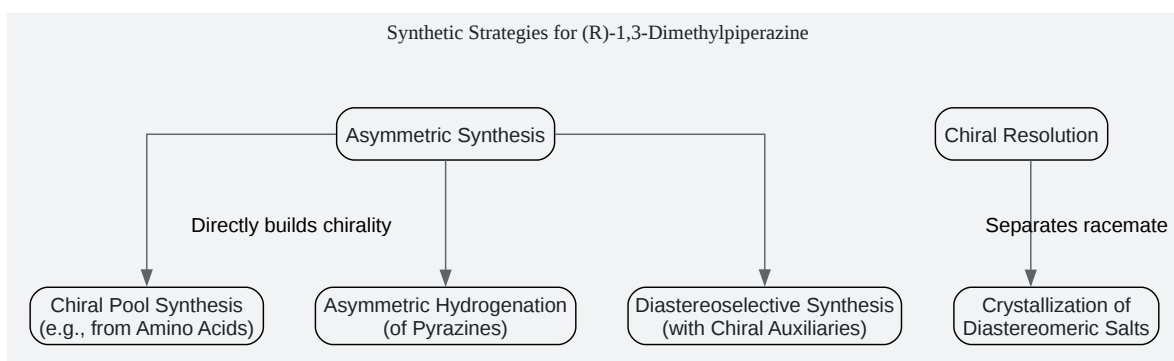 Synthetic Strategies for (R)-1,3-Dimethylpiperazine
Asymmetric Synthesis
Chiral Resolution
Directly builds chirality
Separates racemate
Chiral Pool Synthesis
(e.g., from Amino Acids)
Asymmetric Hydrogenation
(of Pyrazines)
Diastereoselective Synthesis
(with Chiral Auxiliaries)
Crystallization of
Diastereomeric Salts